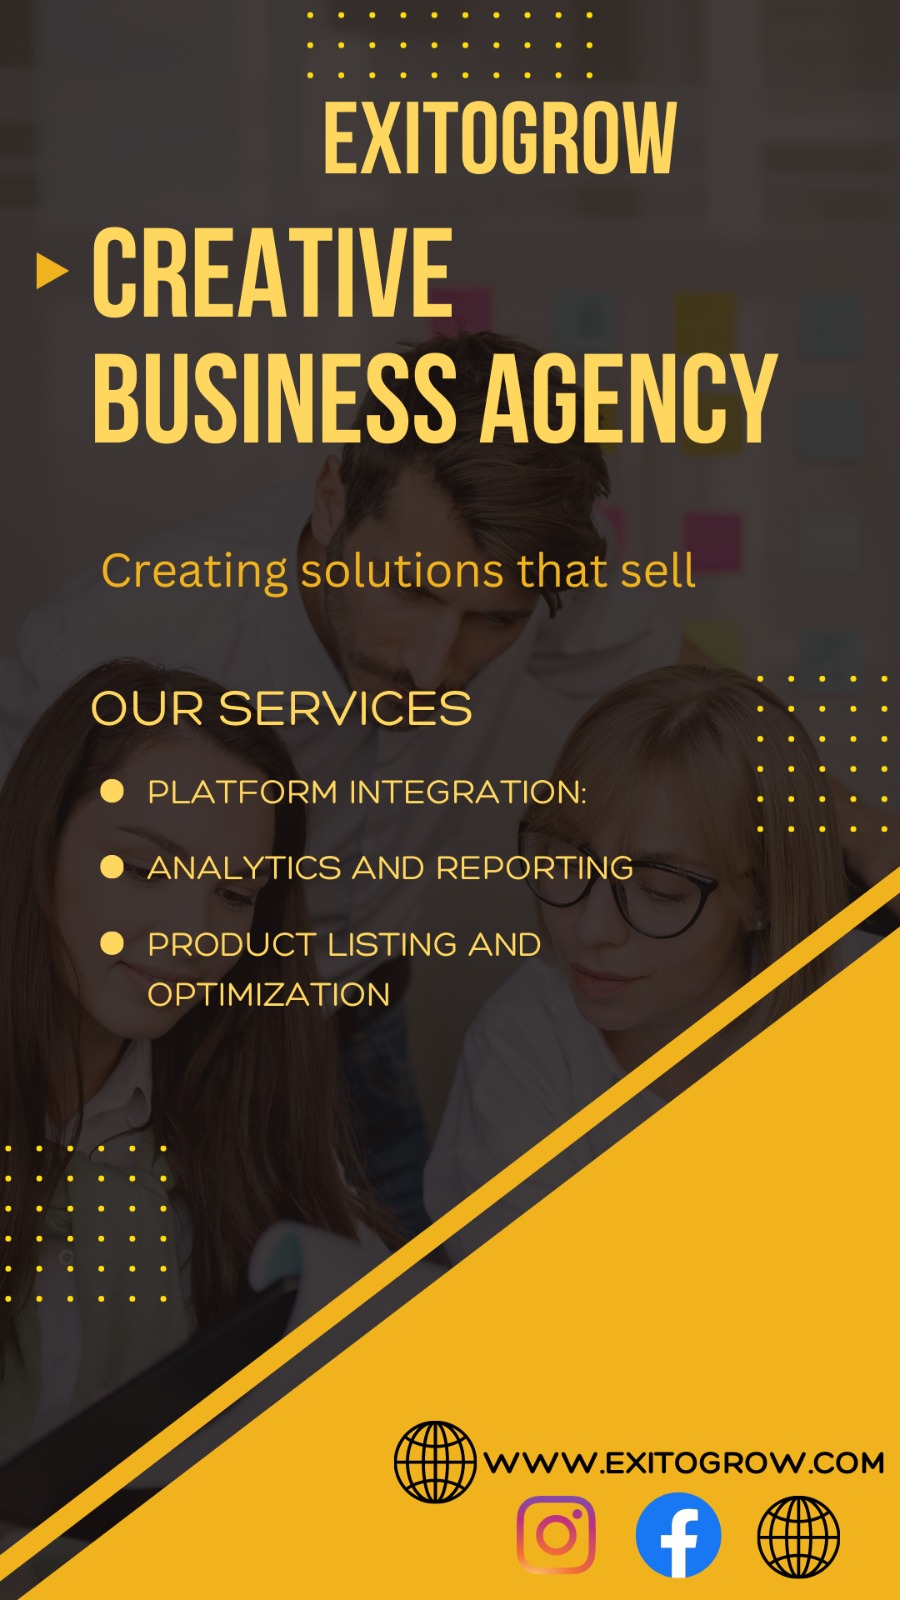 EXITOGROW
CREATIVE
BUSINESS AGENCY
Creating solutions that sell
OUR SERVICES
PLATFORM INTEGRATION:
ANALYTICS AND REPORTING
PRODUCT LISTING AND
OPTIMIZATION
WWW.EXITOGROW.COM